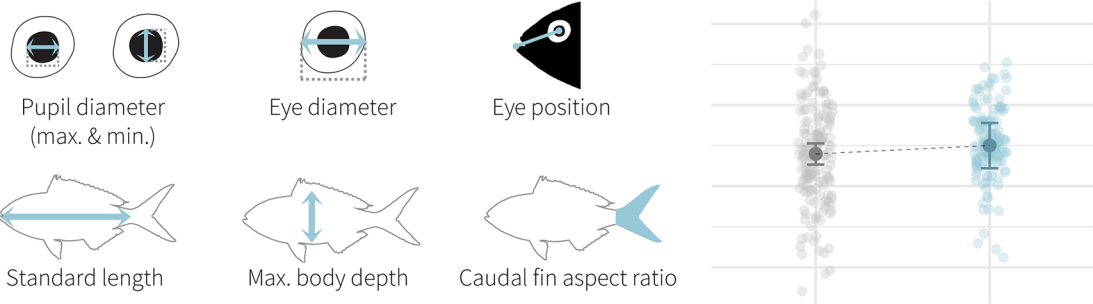 Pupil diameter
(max. & min.)
Eye diameter
Eye position
Standard length
Max. body depth
Caudal fin aspect ratio